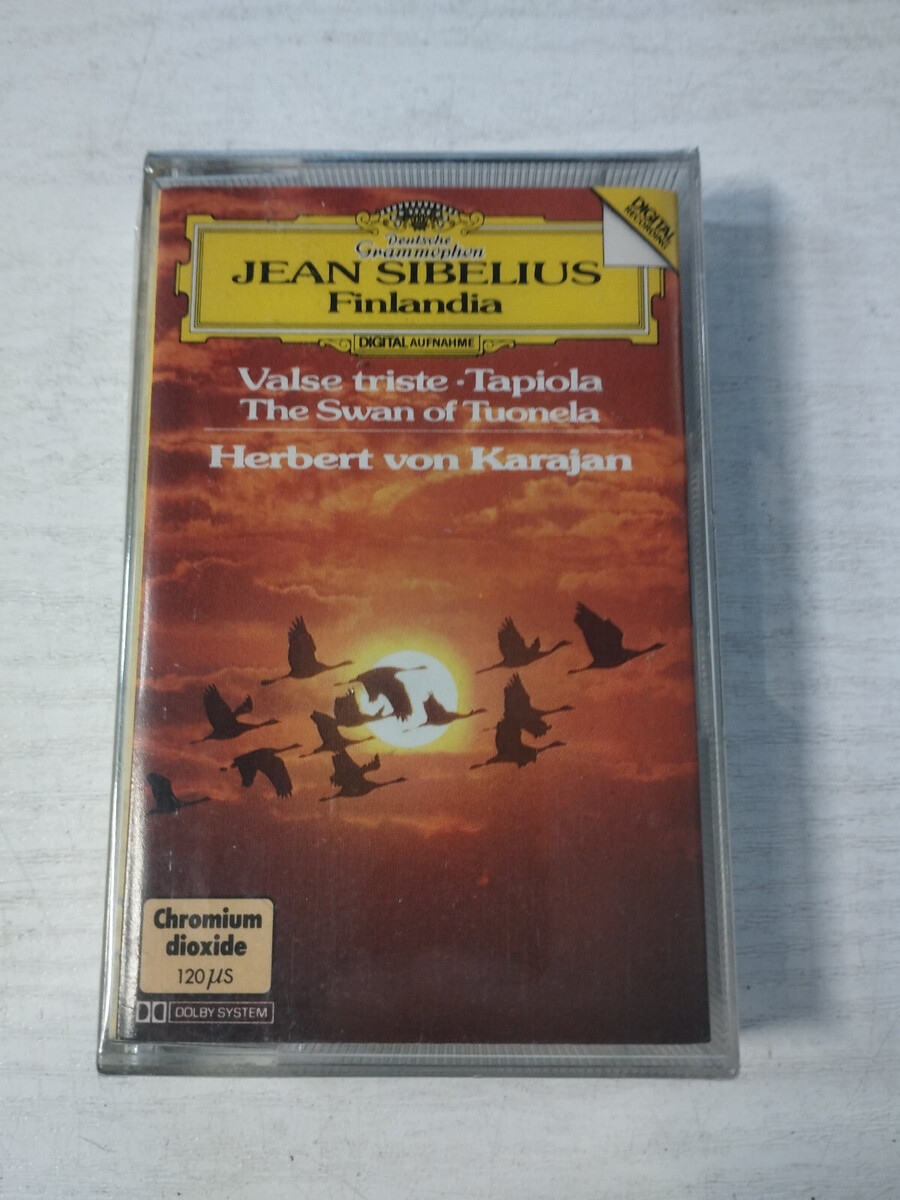 DIGITAL
RECORDING
Deutsche
Grammophon
JEAN SIBELIUS
Finlandia
DIGITAL AUFNAHME
Valse triste · Tapiola
The Swan of Tuonela
Herbert von Karajan
Chromium
dioxide
120 µs
DOLBY SYSTEM